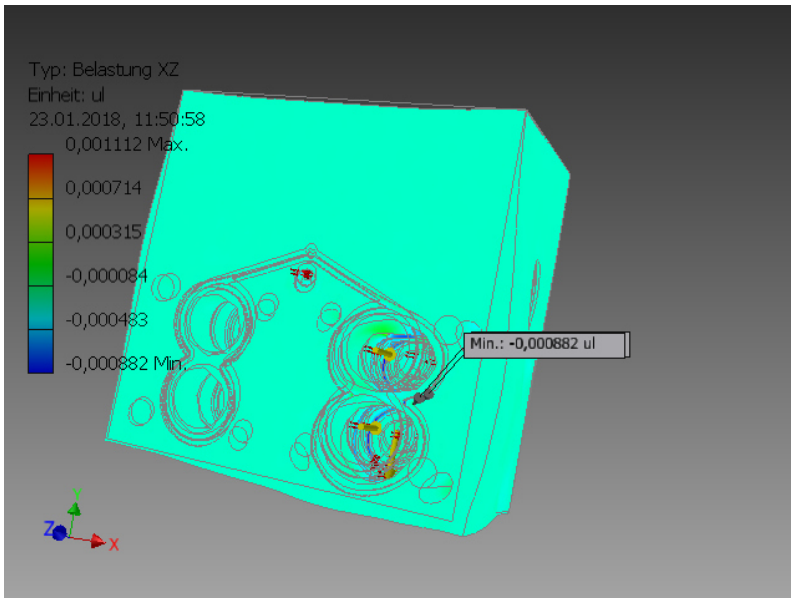 Typ: Belastung XZ
Einheit: ul
23.01.2018, 11:50:58
0,001112 Max.
0,000714
0,000315
-0,000084
-0,000483
-0,000882 Min.
Min.: -0,000882 ul
Y
Z
X